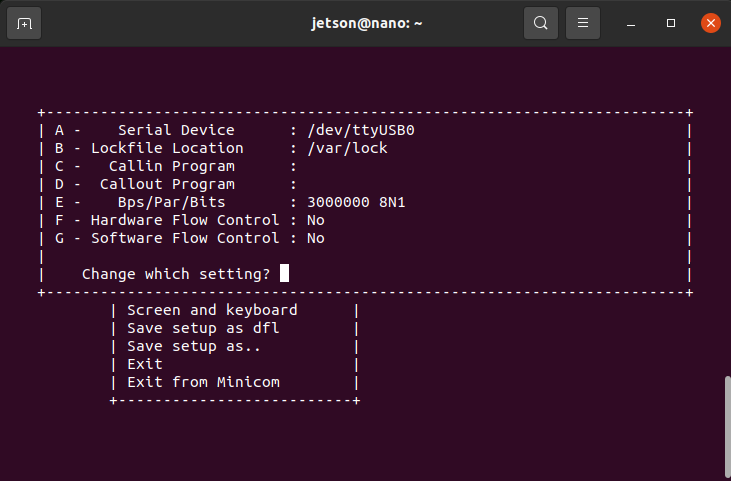 jetson@nano: ~
+-----------------------------------------------------------------------+
| A -    Serial Device      : /dev/ttyUSB0                              |
| B - Lockfile Location     : /var/lock                                 |
| C -   Callin Program      :                                           |
| D -  Callout Program      :                                           |
| E -    Bps/Par/Bits       : 3000000 8N1                               |
| F - Hardware Flow Control : No                                        |
| G - Software Flow Control : No                                        |
|                                                                       |
|    Change which setting?                                              |
+-----------------------------------------------------------------------+
        | Screen and keyboard      |
        | Save setup as dfl        |
        | Save setup as..          |
        | Exit                     |
        | Exit from Minicom        |
        +--------------------------+